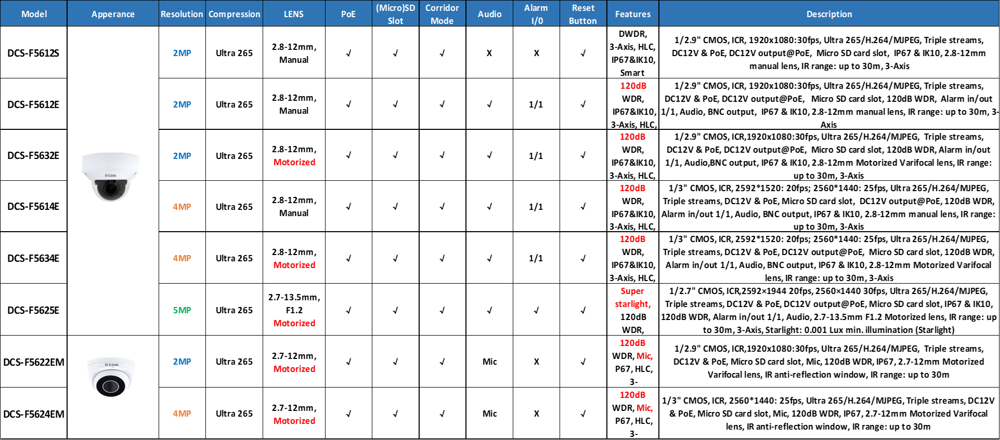 Model Apperance Resolution Compression LENS PoE (Micro)SD Slot Corridor Mode Audio Alarm I/0 Reset Button Features Description
DCS-F5612S
2MP
Ultra 265
2.8-12mm,
Manual
√
√
√
X
X
√
DWDR,
3-Axis, HLC,
IP67&IK10,
Smart
1/2.9" CMOS, ICR, 1920x1080:30fps, Ultra 265/H.264/MJPEG, Triple streams,
DC12V & PoE, DC12V output@PoE, Micro SD card slot, IP67 & IK10, 2.8-12mm
manual lens, IR range: up to 30m, 3-Axis
DCS-F5612E
2MP
Ultra 265
2.8-12mm,
Manual
√
√
√
√
1/1
√
120dB
WDR,
IP67&IK10,
3-Axis, HLC,
1/2.9" CMOS, ICR, 1920x1080:30fps, Ultra 265/H.264/MJPEG, Triple streams,
DC12V & PoE, DC12V output@PoE, Micro SD card slot, 120dB WDR, Alarm in/out
1/1, Audio, BNC output, IP67 & IK10, 2.8-12mm manual lens, IR range: up to 30m, 3-
Axis
D-Link
DCS-F5632E
2MP
Ultra 265
2.8-12mm,
Motorized
√
√
√
√
1/1
√
120dB
WDR,
IP67&IK10,
3-Axis, HLC,
1/2.9" CMOS, ICR,1920x1080:30fps, Ultra 265/H.264/MJPEG, Triple streams,
DC12V & PoE, DC12V output@PoE, Micro SD card slot, 120dB WDR, Alarm in/out
1/1, Audio,BNC output, IP67 & IK10, 2.8-12mm Motorized Varifocal lens, IR range:
up to 30m, 3-Axis
DCS-F5614E
4MP
Ultra 265
2.8-12mm,
Manual
√
√
√
√
1/1
√
120dB
WDR,
IP67&IK10,
3-Axis, HLC,
1/3" CMOS, ICR, 2592*1520: 20fps; 2560*1440: 25fps, Ultra 265/H.264/MJPEG,
Triple streams, DC12V & PoE, Micro SD card slot, DC12V output@PoE, 120dB WDR,
Alarm in/out 1/1, Audio, BNC output, IP67 & IK10, 2.8-12mm manual lens, IR range:
up to 30m, 3-Axis
DCS-F5634E
4MP
Ultra 265
2.8-12mm,
Motorized
√
√
√
√
1/1
√
120dB
WDR,
IP67&IK10,
3-Axis, HLC,
1/3" CMOS, ICR, 2592*1520: 20fps; 2560*1440: 25fps, Ultra 265/H.264/MJPEG,
Triple streams, DC12V & PoE, DC12V output@PoE, Micro SD card slot, 120dB WDR,
Alarm in/out 1/1, Audio, BNC output, IP67 & IK10, 2.8-12mm Motorized Varifocal
lens, IR range: up to 30m, 3-Axis
DCS-F5625E
5MP
Ultra 265
2.7-13.5mm,
F1.2
Motorized
√
√
√
√
√
√
Super
starlight,
120dB
WDR,
1/2.7" CMOS, ICR,2592×1944 20fps, 2560×1440 30fps, Ultra 265/H.264/MJPEG,
Triple streams, DC12V & PoE, DC12V output@PoE, Micro SD card slot, IP67 & IK10,
120dB WDR, Alarm in/out 1/1, Audio, 2.7-13.5mm F1.2 Motorized lens, IR range: up
to 30m, 3-Axis, Starlight: 0.001 Lux min. illumination (Starlight)
DCS-F5622EM
D-Link
2MP
Ultra 265
2.7-12mm,
Motorized
√
√
√
Mic
X
√
120dB
WDR, Mic,
P67, HLC,
3-
1/2.9" CMOS, ICR,1920x1080:30fps, Ultra 265/H.264/MJPEG, Triple streams,
DC12V & PoE, Micro SD card slot, Mic, 120dB WDR, IP67, 2.7-12mm Motorized
Varifocal lens, IR anti-reflection window, IR range: up to 30m
DCS-F5624EM
4MP
Ultra 265
2.7-12mm,
Motorized
√
√
√
Mic
X
√
120dB
WDR, Mic,
P67, HLC,
3-
1/3" CMOS, ICR, 2560*1440: 25fps, Ultra 265/H.264/MJPEG, Triple streams, DC12V
& PoE, Micro SD card slot, Mic, 120dB WDR, IP67, 2.7-12mm Motorized Varifocal
lens, IR anti-reflection window, IR range: up to 30m